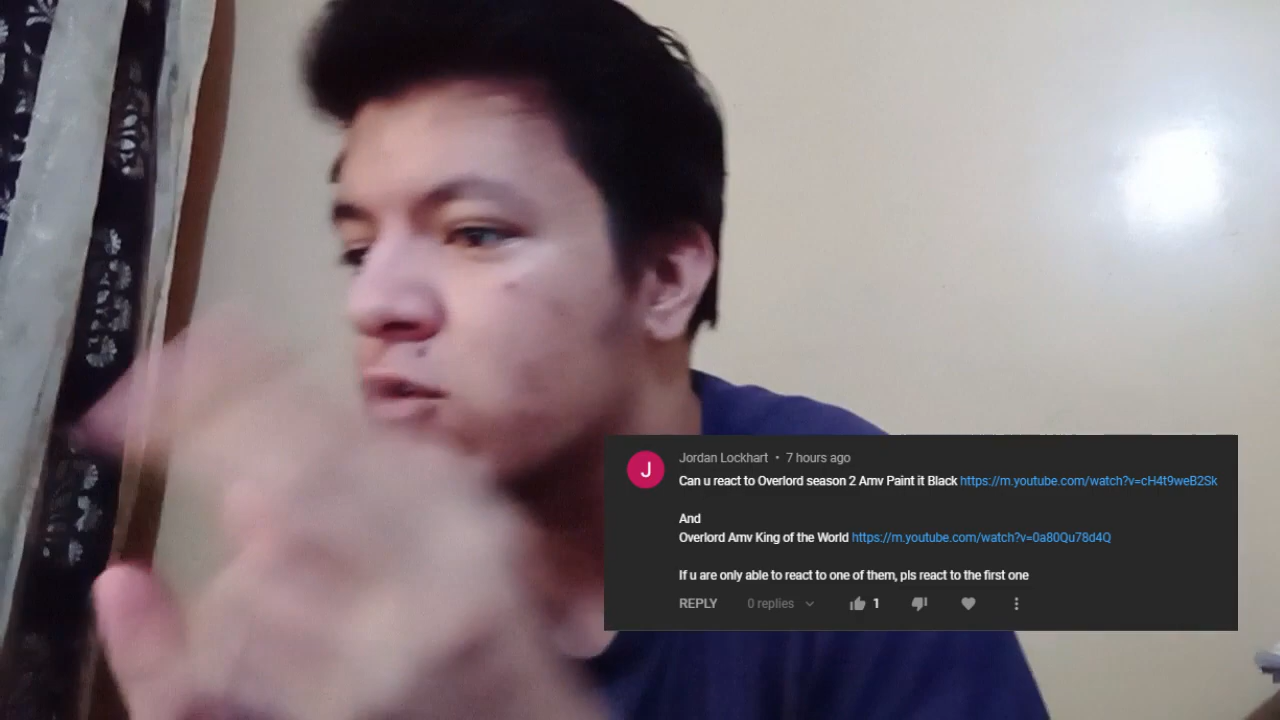 J
Jordan Lockhart • 7 hours ago
Can u react to Overlord season 2 Amv Paint it Black https://m.youtube.com/watch?v=cH4t9weB2Sk
And
Overlord Amv King of the World https://m.youtube.com/watch?v=0a80Qu78d4Q
If u are only able to react to one of them, pls react to the first one
REPLY 0 replies 1